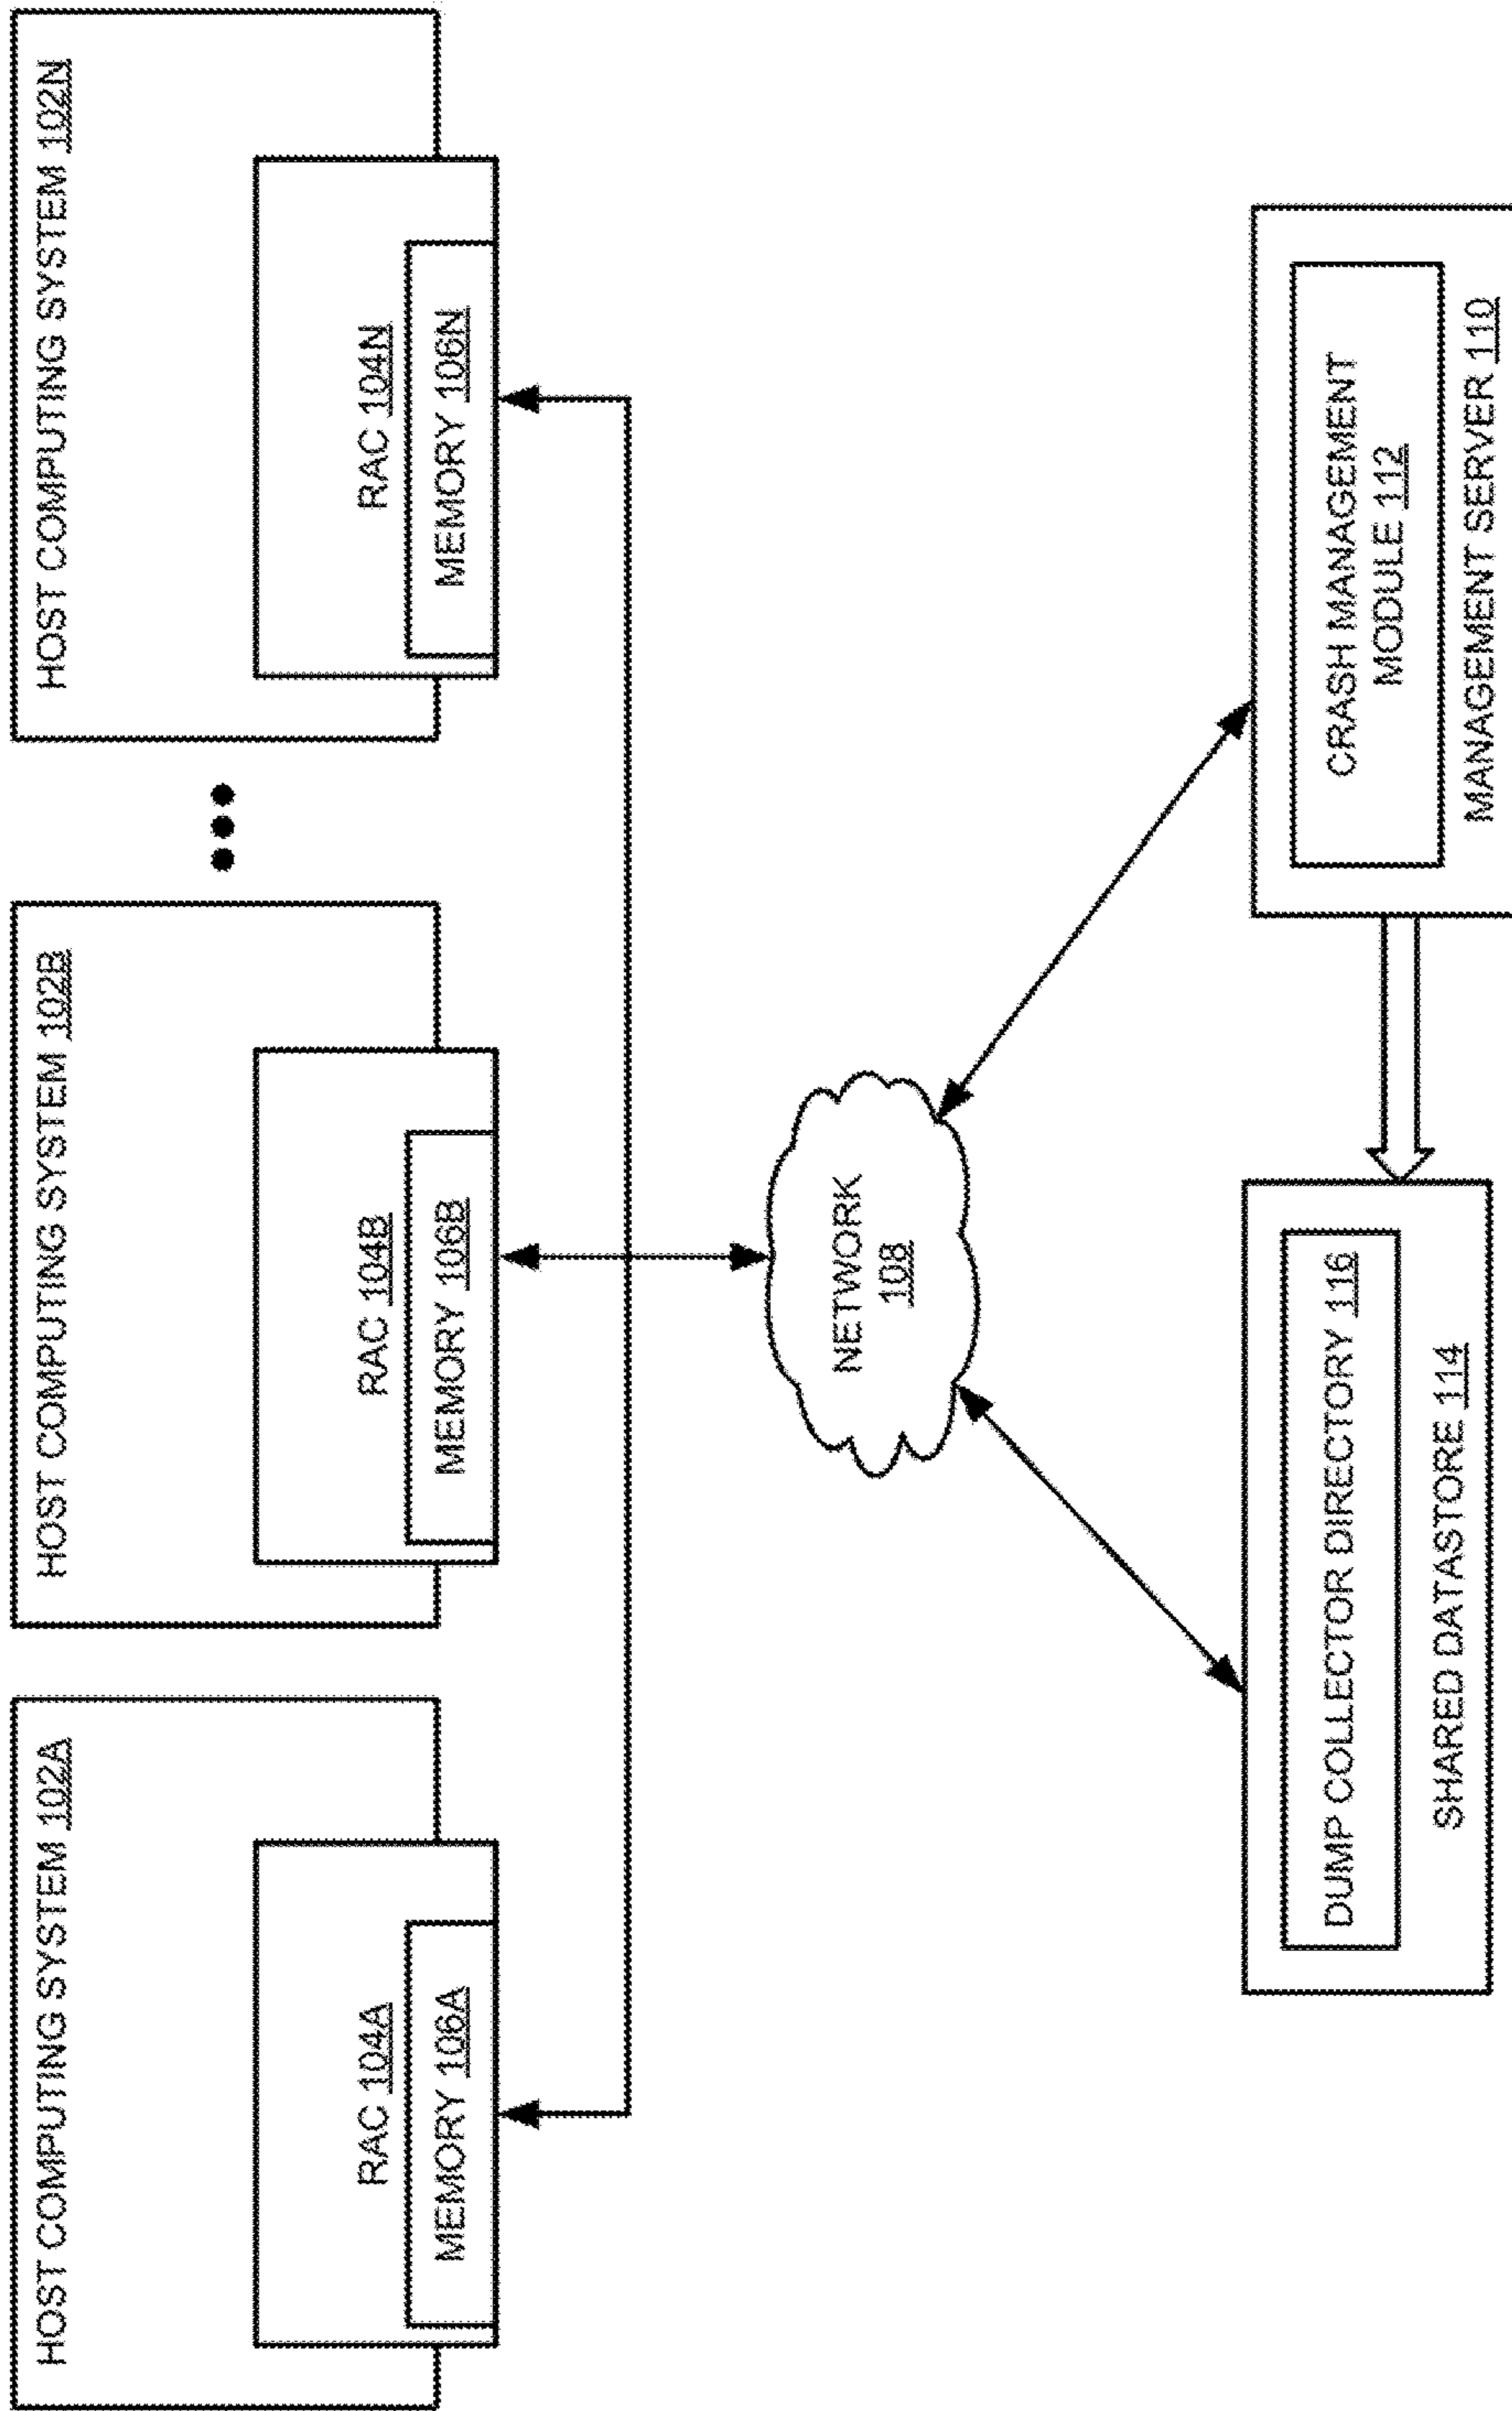 HOST COMPUTING SYSTEM 102A
RAC 104A
MEMORY 106A
HOST COMPUTING SYSTEM 102B
RAC 104B
MEMORY 106B
HOST COMPUTING SYSTEM 102N
RAC 104N
MEMORY 106N
NETWORK
108
DUMP COLLECTOR DIRECTORY 116
SHARED DATASTORE 114
CRASH MANAGEMENT
MODULE 112
MANAGEMENT SERVER 110